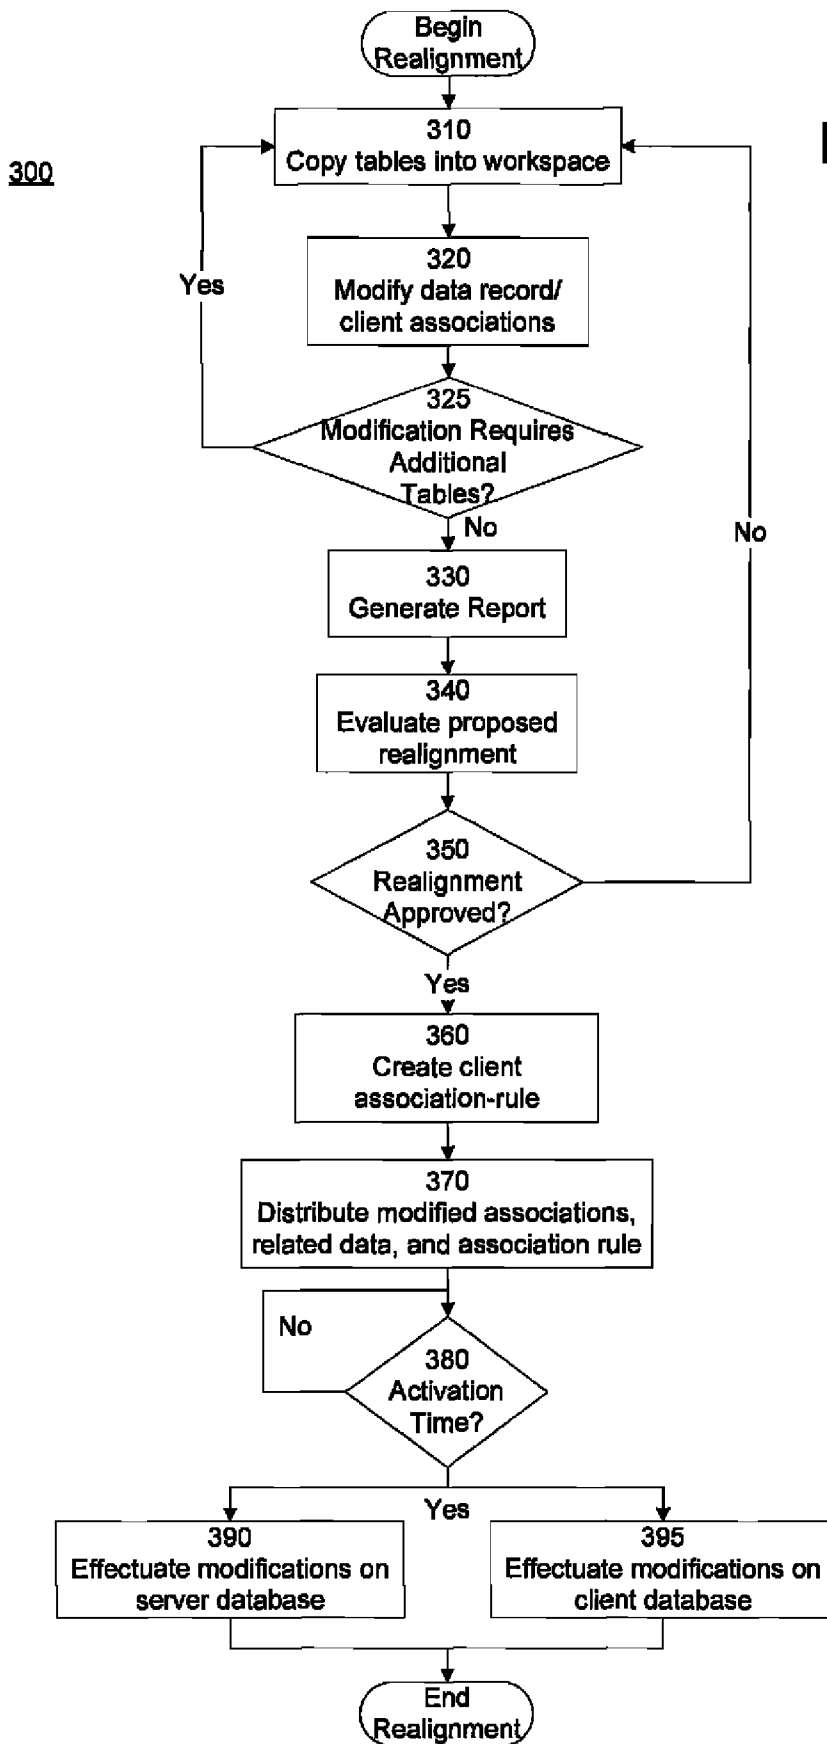 Begin
Realignment
300
310
Copy tables into workspace
Yes
320
Modify data record/
client associations
325
Modification Requires
Additional
Tables?
No
No
330
Generate Report
340
Evaluate proposed
realignment
350
Realignment
Approved?
Yes
360
Create client
association-rule
370
Distribute modified associations,
related data, and association rule
No
380
Activation
Time?
Yes
390
Effectuate modifications on
server database
395
Effectuate modifications on
client database
End
Realignment